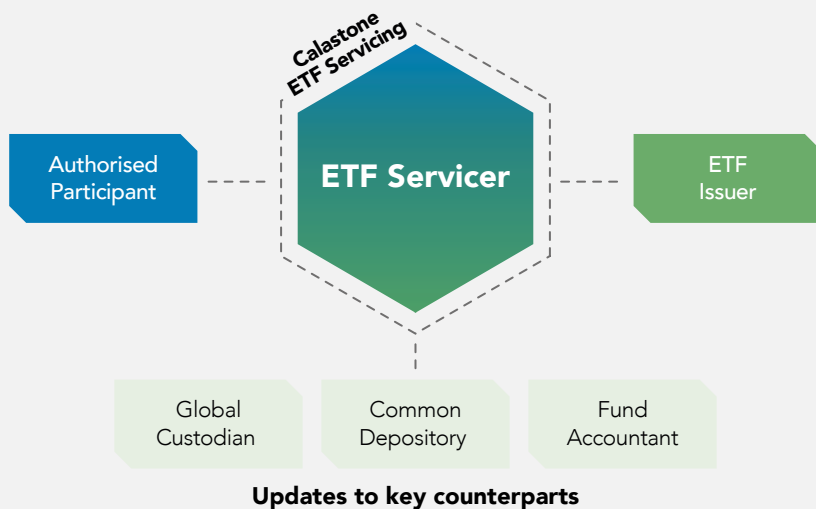 Calastone
ETF Servicing
Authorised
Participant
ETF Servicer
ETF
Issuer
Global
Custodian
Common
Depository
Fund
Accountant
Updates to key counterparts